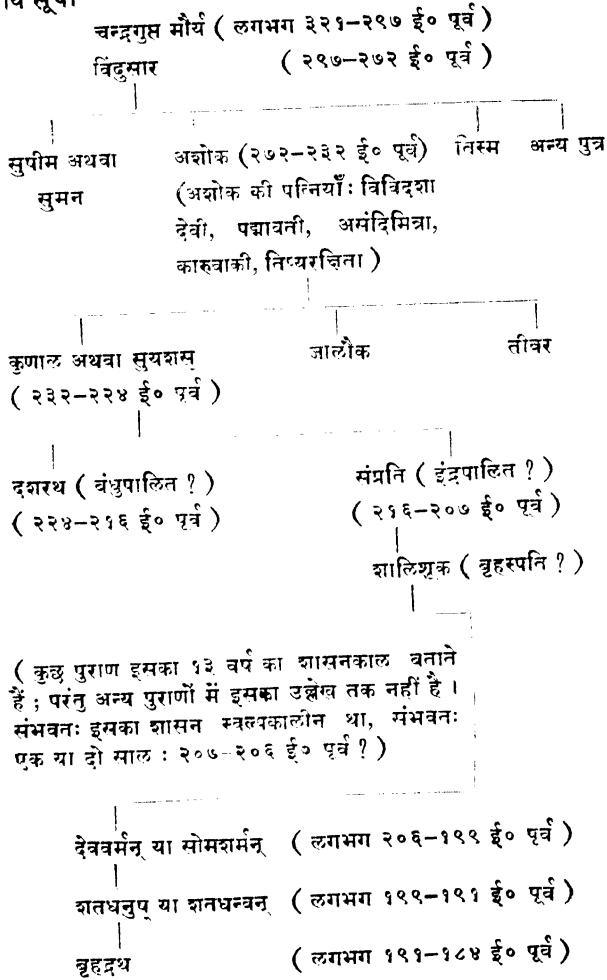 चन्द्रगुप्त मौर्य ( लगभग ३२१–२९७ ई० पूर्व )
विंदुसार ( २९७–२७२ ई० पूर्व )
सुषीम अथवा अशोक (२७२–२३२ ई० पूर्व) तिस्म अन्य पुत्र
सुमन (अशोक की पत्नियाँ: विविदशा
देवी, पद्मावती, असंदिमित्रा,
कारुवाकी, तिष्यरक्षिता )
कुणाल अथवा सुयशस् जालौक तीवर
( २३२–२२४ ई० पूर्व )
दशरथ ( बंधुपालित ? ) संप्रति ( इंद्रपालित ? )
( २२४–२१६ ई० पूर्व ) ( २१६–२०७ ई० पूर्व )
शालिशूक ( बृहस्पति ? )
( कुछ पुराण इसका १३ वर्ष का शासनकाल बताते
हैं ; परंतु अन्य पुराणों में इसका उल्लेख तक नहीं है ।
संभवतः इसका शासन स्वल्पकालीन था, संभवतः
एक या दो साल : २०७–२०६ ई० पूर्व ? )
देववर्मन् या सोमशर्मन् ( लगभग २०६–१९९ ई० पूर्व )
शतधनुष् या शतधन्वन् ( लगभग १९९–१९१ ई० पूर्व )
बृहद्रथ ( लगभग १९१–१८४ ई० पूर्व )